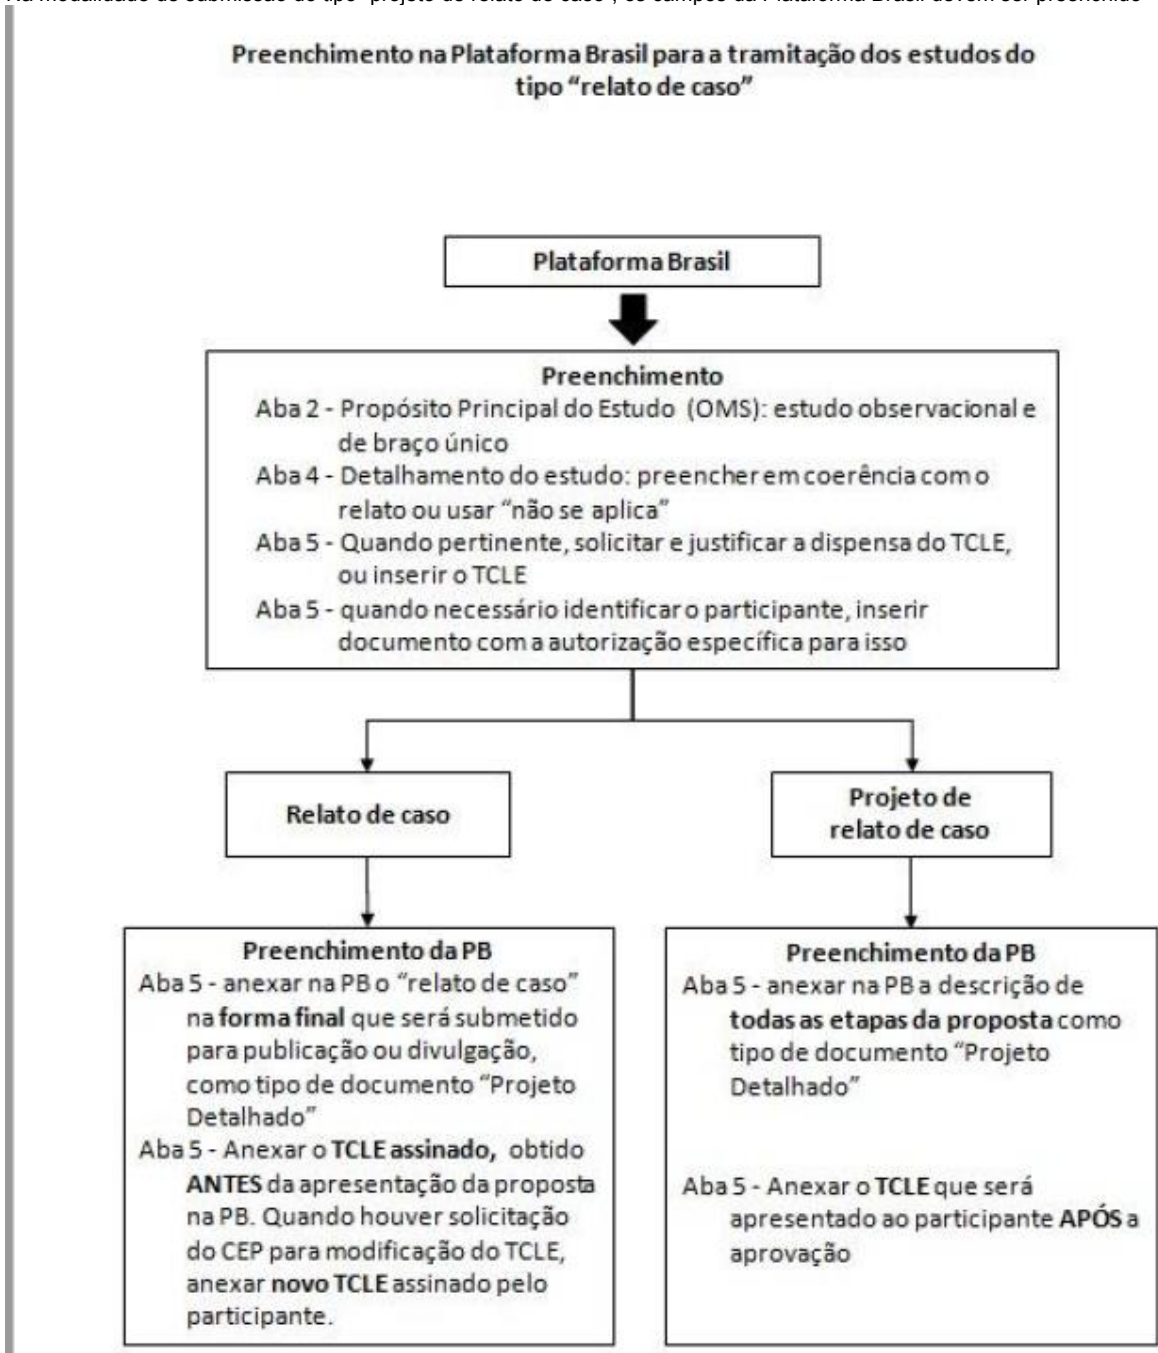 Preenchimento na Plataforma Brasil para a tramitação dos estudos do
tipo “relato de caso”
Plataforma Brasil
Preenchimento
Aba 2 - Propósito Principal do Estudo (OMS): estudo observacional e
de braço único
Aba 4 - Detalhamento do estudo: preencher em coerência com o
relato ou usar “não se aplica”
Aba 5 - Quando pertinente, solicitar e justificar a dispensa do TCLE,
ou inserir o TCLE
Aba 5 - quando necessário identificar o participante, inserir
documento com a autorização específica para isso
Relato de caso
Projeto de
relato de caso
Preenchimento da PB
Aba 5 - anexar na PB o “relato de caso”
na forma final que será submetido
para publicação ou divulgação,
como tipo de documento “Projeto
Detalhado”
Aba 5 - Anexar o TCLE assinado, obtido
ANTES da apresentação da proposta
na PB. Quando houver solicitação
do CEP para modificação do TCLE,
anexar novo TCLE assinado pelo
participante.
Preenchimento da PB
Aba 5 - anexar na PB a descrição de
todas as etapas da proposta como
tipo de documento “Projeto
Detalhado”
Aba 5 - Anexar o TCLE que será
apresentado ao participante APÓS a
aprovação